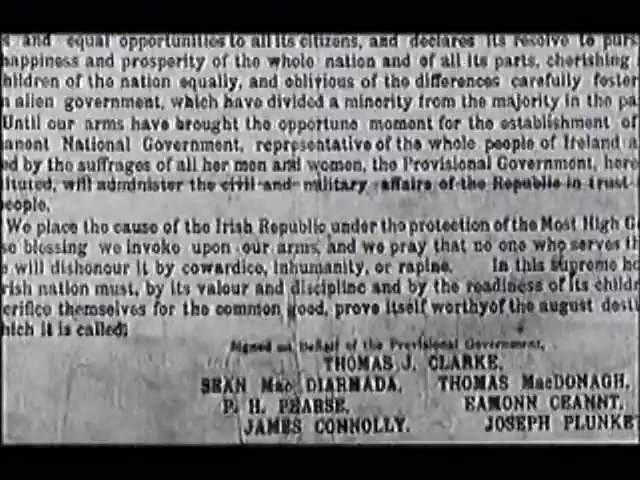 s and equal opportunities to all its citizens, and declares its resolve to purs
happiness and prosperity of the whole nation and of all its parts, cherishing
hildren of the nation equally, and oblivious of the differences carefully foster
n alien government, which have divided a minority from the majority in the pa
Until our arms have brought the opportune moment for the establishment of
anent National Government, representative of the whole people of Ireland a
ed by the suffrages of all her men and women, the Provisional Government, here
ituted, will administer the civil and military affairs of the Republic in trust
eople.
We place the cause of the Irish Republic under the protection of the Most High G
se blessing we invoke upon our arms, and we pray that no one who serves th
e will dishonour it by cowardice, inhumanity, or rapine. In this supreme ho
rish nation must, by its valour and discipline and by the readiness of its childr
acrifice themselves for the common good, prove itself worthy of the august dest
hich it is called.
Signed on Behalf of the Provisional Government,
THOMAS J. CLARKE,
SEAN Mac DIARMADA, THOMAS MacDONAGH,
P. H. PEARSE, EAMONN CEANNT,
JAMES CONNOLLY. JOSEPH PLUNKE